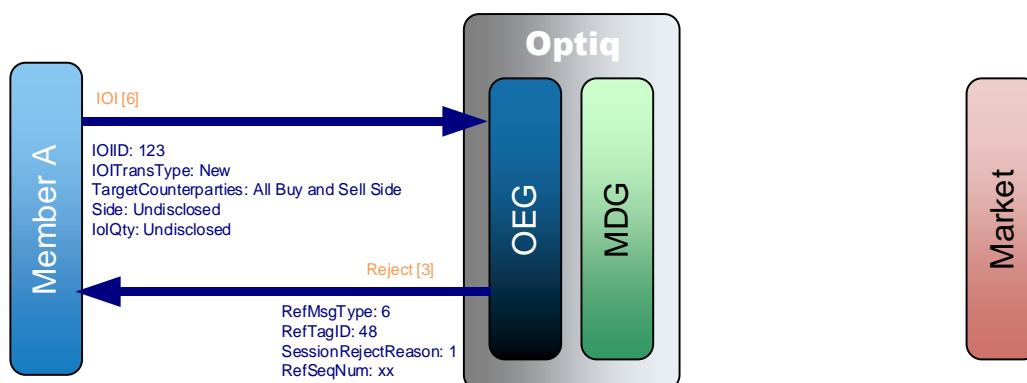 Optiq
IOI [6]
IOIID: 123
IOITransType: New
TargetCounterparties: All Buy and Sell Side
Side: Undisclosed
IoIQty: Undisclosed
Member A
OEG
MDG
Market
Reject [3]
RefMsgType: 6
RefTagID: 48
SessionRejectReason: 1
RefSeqNum: xx